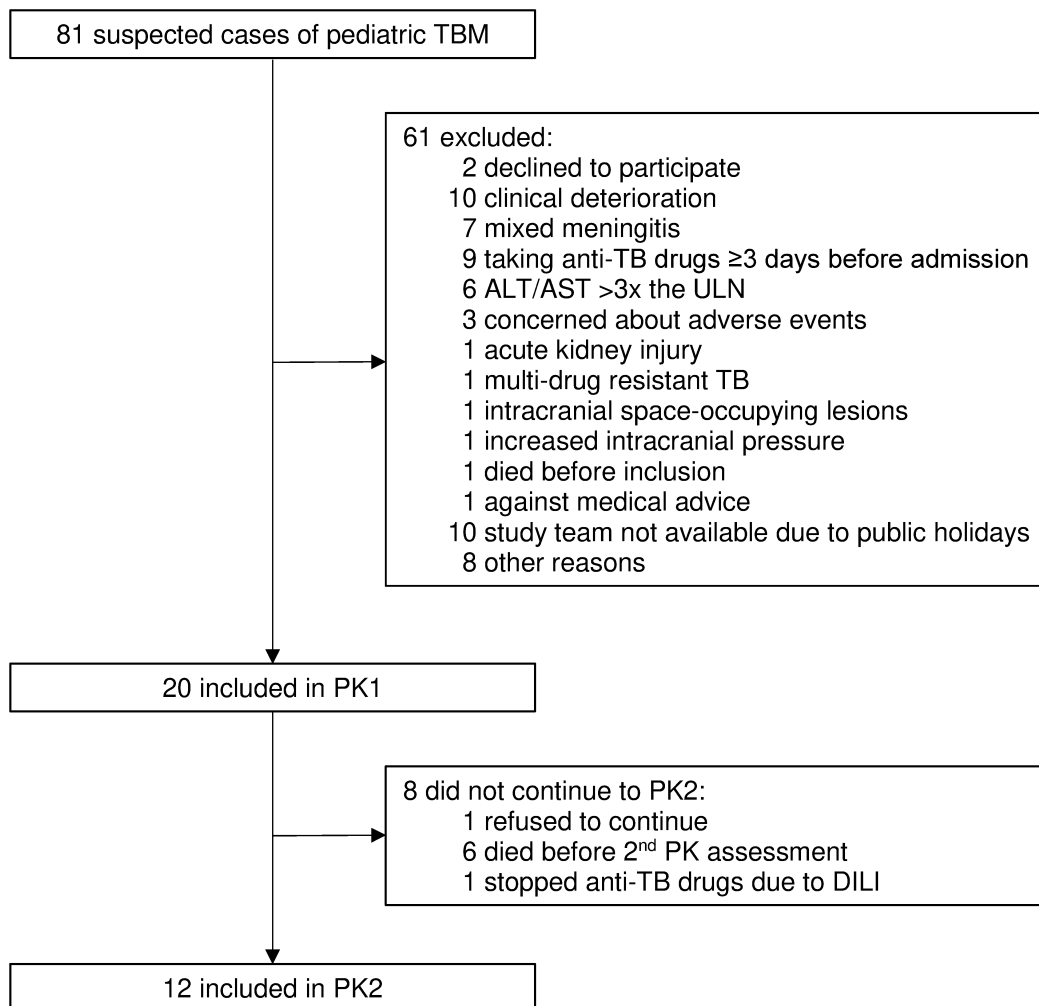 81 suspected cases of pediatric TBM
61 excluded:
2 declined to participate
10 clinical deterioration
7 mixed meningitis
9 taking anti-TB drugs ≥3 days before admission
6 ALT/AST >3x the ULN
3 concerned about adverse events
1 acute kidney injury
1 multi-drug resistant TB
1 intracranial space-occupying lesions
1 increased intracranial pressure
1 died before inclusion
1 against medical advice
10 study team not available due to public holidays
8 other reasons
20 included in PK1
8 did not continue to PK2:
1 refused to continue
6 died before 2nd PK assessment
1 stopped anti-TB drugs due to DILI
12 included in PK2